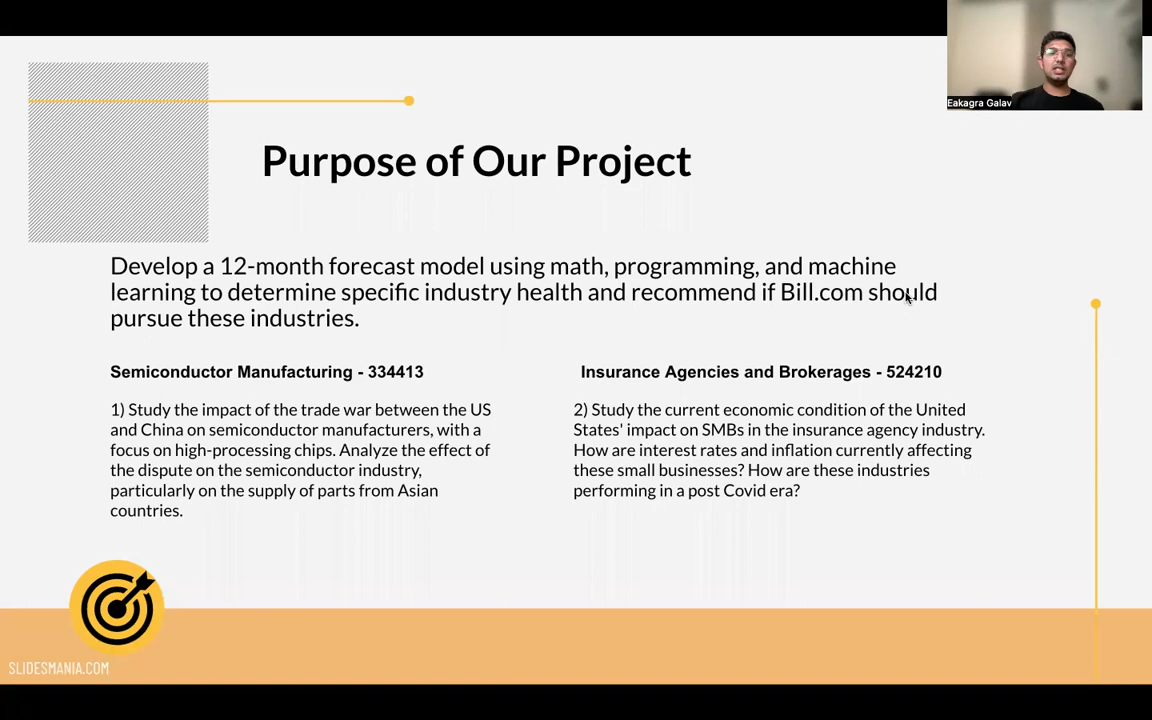 Eakagra Galav
Purpose of Our Project
Develop a 12-month forecast model using math, programming, and machine
learning to determine specific industry health and recommend if Bill.com should
pursue these industries.
Semiconductor Manufacturing - 334413
1) Study the impact of the trade war between the US
and China on semiconductor manufacturers, with a
focus on high-processing chips. Analyze the effect of
the dispute on the semiconductor industry,
particularly on the supply of parts from Asian
countries.
Insurance Agencies and Brokerages - 524210
2) Study the current economic condition of the United
States' impact on SMBs in the insurance agency industry.
How are interest rates and inflation currently affecting
these small businesses? How are these industries
performing in a post Covid era?
SLIDESMANIA.COM